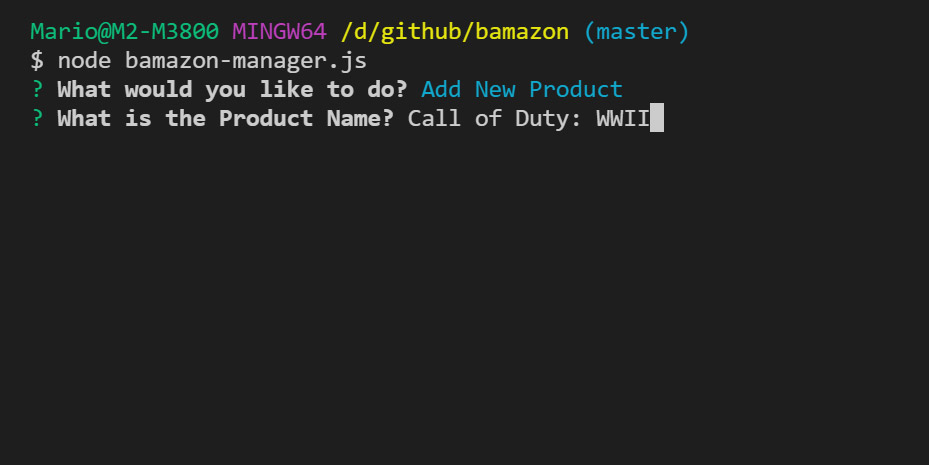 Mario@M2-M3800 MINGW64 /d/github/bamazon (master)
$ node bamazon-manager.js
? What would you like to do? Add New Product
? What is the Product Name? Call of Duty: WWII